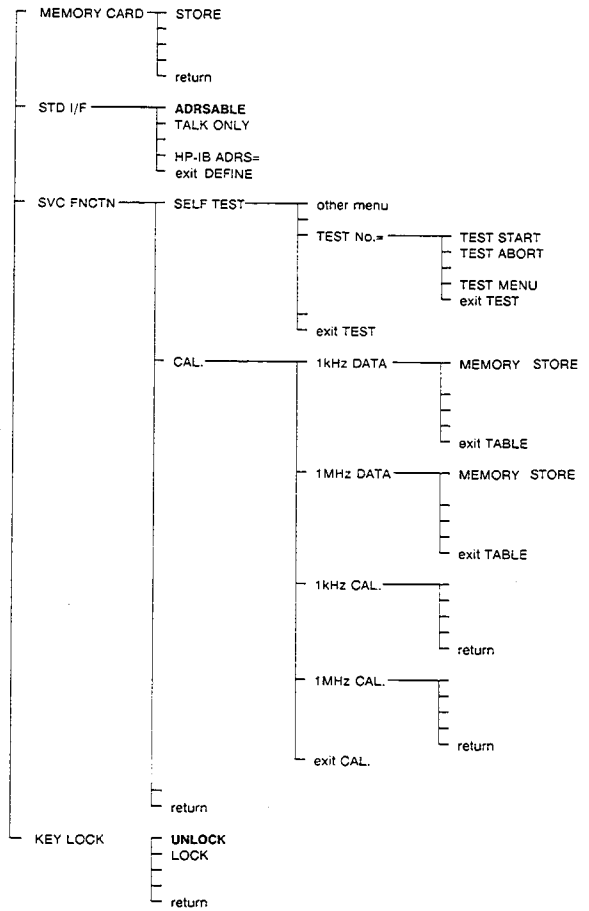 MEMORY CARD STORE
return
STD I/F ADRSABLE
TALK ONLY
HP-IB ADRS=
exit DEFINE
SVC FNCTN SELF TEST other menu
TEST No.= TEST START
TEST ABORT
TEST MENU
exit TEST
exit TEST
CAL. 1kHz DATA MEMORY STORE
exit TABLE
1MHz DATA MEMORY STORE
exit TABLE
1kHz CAL.
return
1MHz CAL.
return
exit CAL.
return
KEY LOCK UNLOCK
LOCK
return